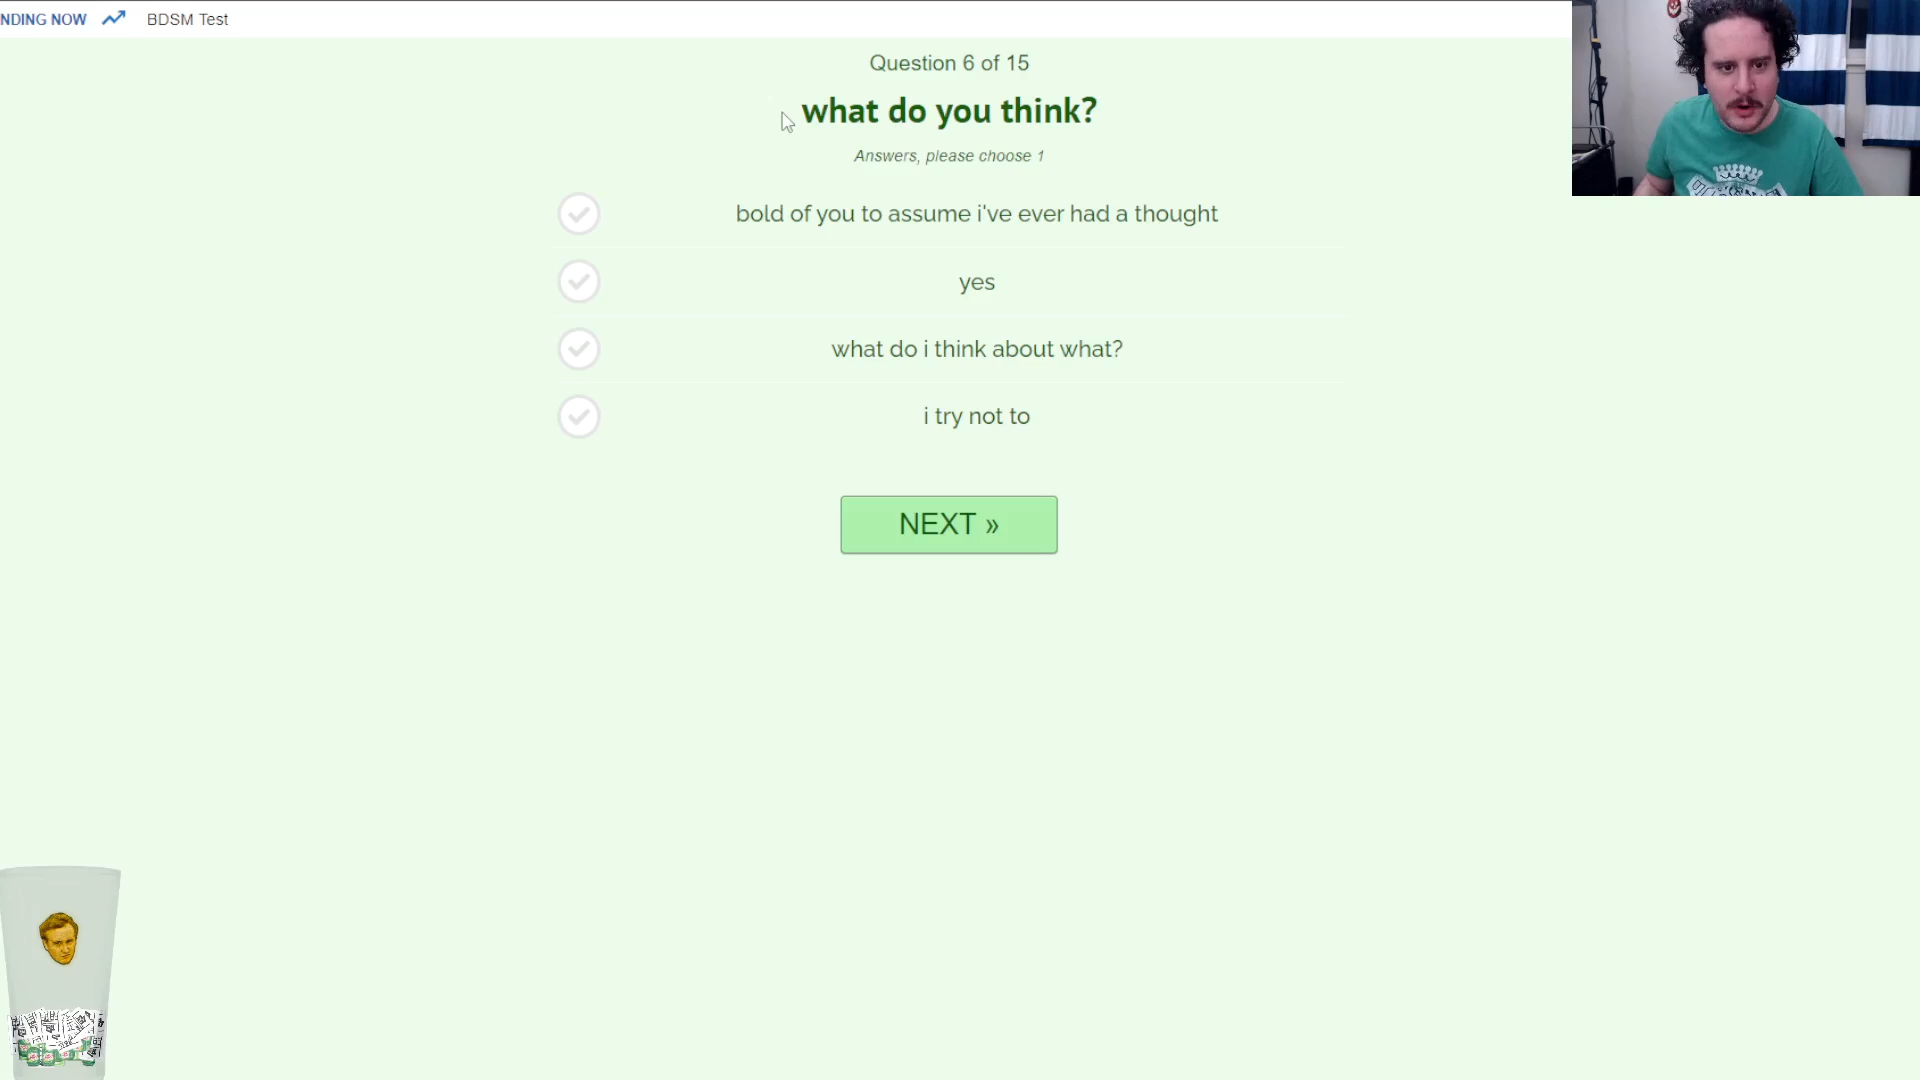 NDING NOW BDSM Test
Question 6 of 15
what do you think?
Answers, please choose 1
bold of you to assume i've ever had a thought
yes
what do i think about what?
i try not to
NEXT »